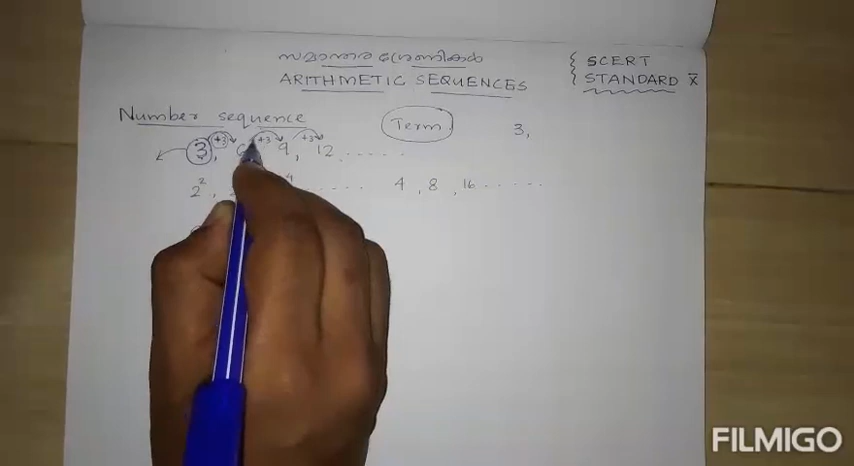 സമാന്തര ശ്രേണികൾ
ARITHMETIC SEQUENCES
{ SCERT
{ STANDARD X
Number sequence
Term
3,
+3 +3 +3
3, 9, 12 ......
2², ...... 4, 8, 16 ......
FILMIGO